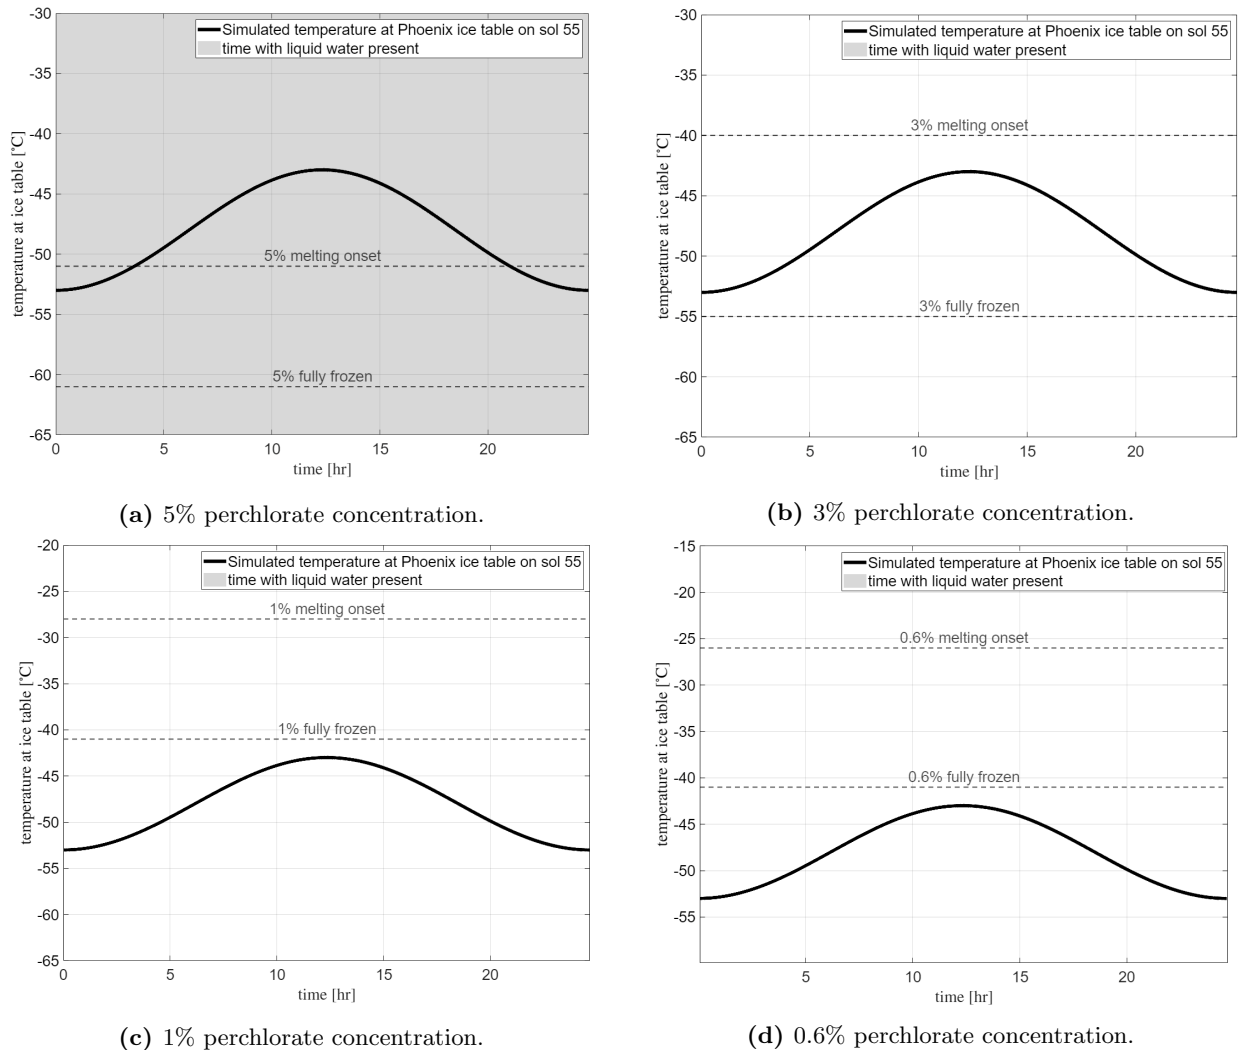 -30
-35
-40
-45
-50
-55
-60
-65
temperature at ice table [°C]
Simulated temperature at Phoenix ice table on sol 55
time with liquid water present
5% melting onset
5% fully frozen
0 5 10 15 20
time [hr]
(a) 5% perchlorate concentration.
-30
-35
-40
-45
-50
-55
-60
-65
temperature at ice table [°C]
Simulated temperature at Phoenix ice table on sol 55
time with liquid water present
3% melting onset
3% fully frozen
0 5 10 15 20
time [hr]
(b) 3% perchlorate concentration.
-20
-25
-30
-35
-40
-45
-50
-55
-60
-65
temperature at ice table [°C]
Simulated temperature at Phoenix ice table on sol 55
time with liquid water present
1% melting onset
1% fully frozen
0 5 10 15 20
time [hr]
(c) 1% perchlorate concentration.
-15
-20
-25
-30
-35
-40
-45
-50
-55
temperature at ice table [°C]
Simulated temperature at Phoenix ice table on sol 55
time with liquid water present
0.6% melting onset
0.6% fully frozen
5 10 15 20
time [hr]
(d) 0.6% perchlorate concentration.